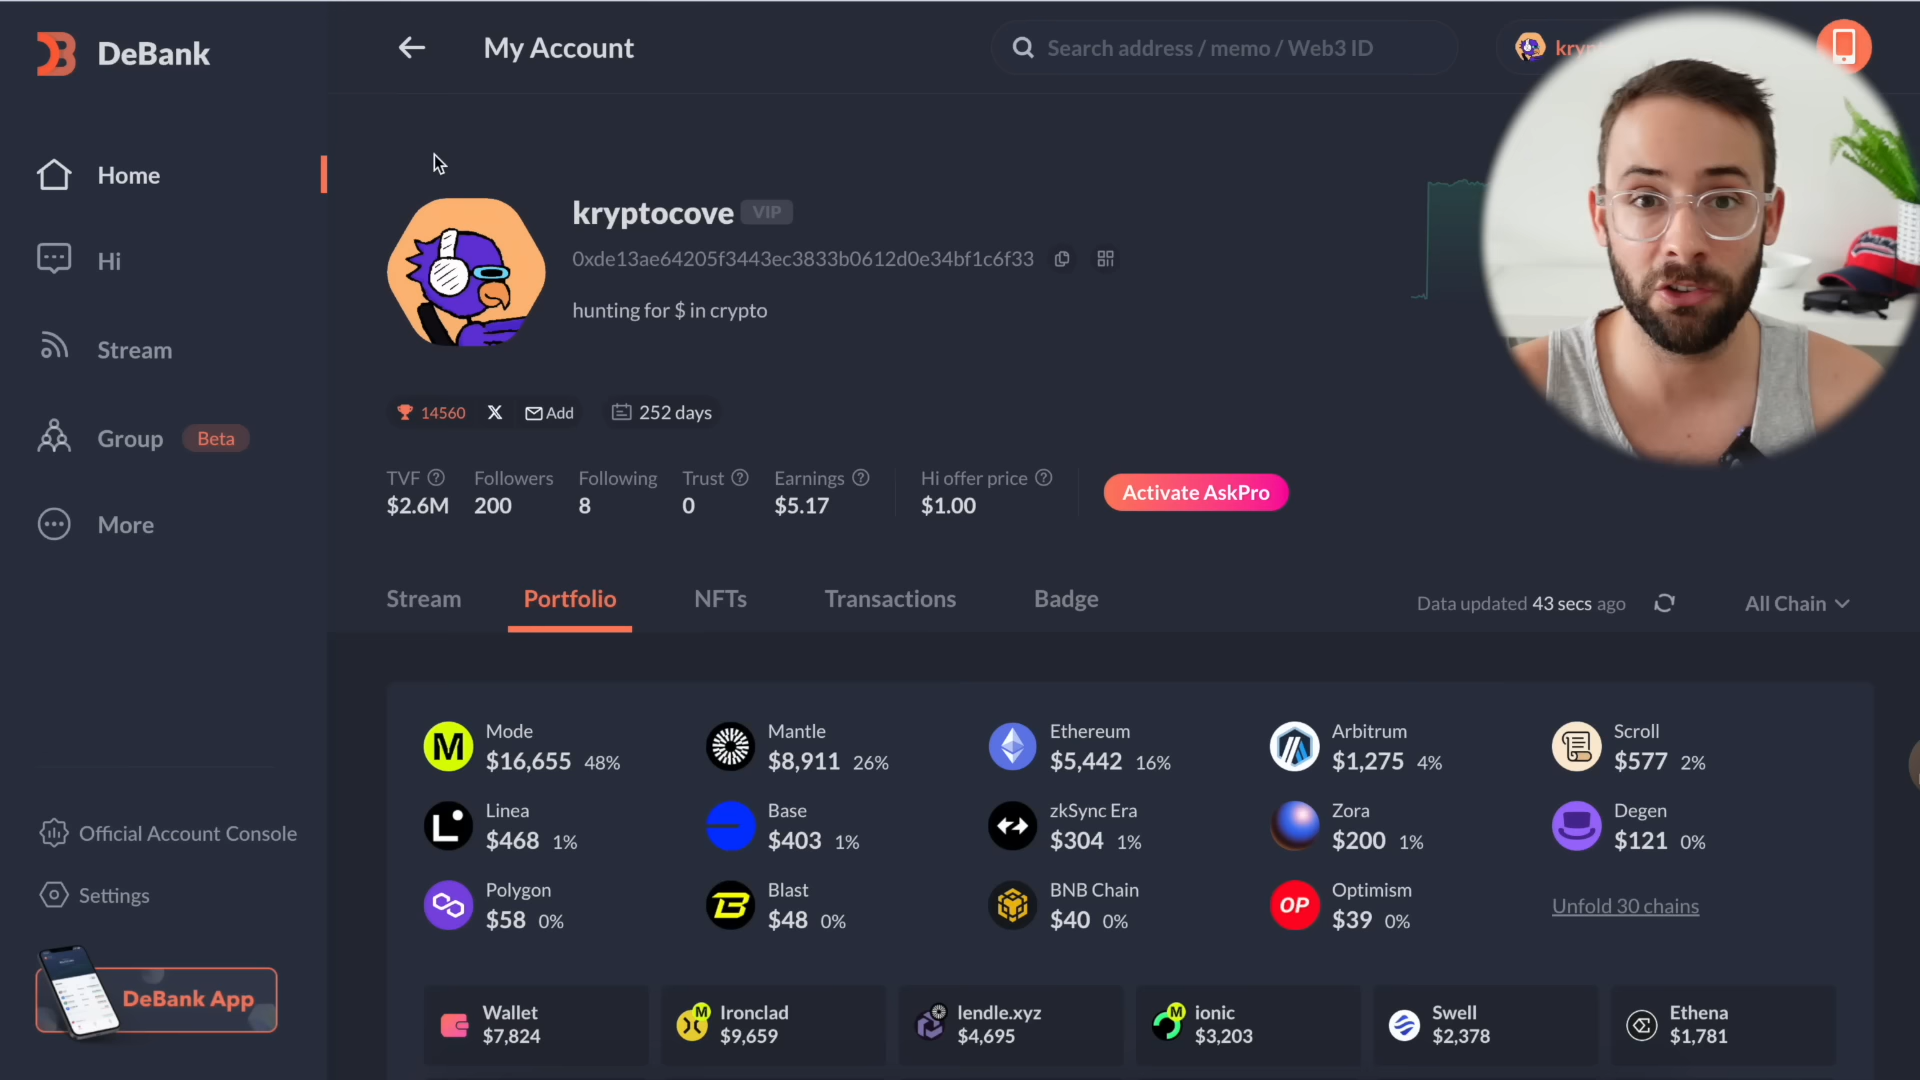 DeBank
My Account
Search address / memo / Web3 ID
Home
Hi
Stream
Group Beta
More
Official Account Console
Settings
DeBank App
kryptocove VIP
0xde13ae64205f3443ec3833b0612d0e34bf1c6f33
hunting for $ in crypto
14560 X Add 252 days
TVF Followers Following Trust Earnings Hi offer price
$2.6M 200 8 0 $5.17 $1.00
Activate AskPro
Stream Portfolio NFTs Transactions Badge
Data updated 43 secs ago All Chain
Mode Mantle Ethereum Arbitrum Scroll
$16,655 48% $8,911 26% $5,442 16% $1,275 4% $577 2%
Linea Base zkSync Era Zora Degen
$468 1% $403 1% $304 1% $200 1% $121 0%
Polygon Blast BNB Chain Optimism
$58 0% $48 0% $40 0% OP $39 0%
Unfold 30 chains
Wallet Ironclad lendle.xyz ionic Swell Ethena
$7,824 $9,659 $4,695 $3,203 $2,378 $1,781